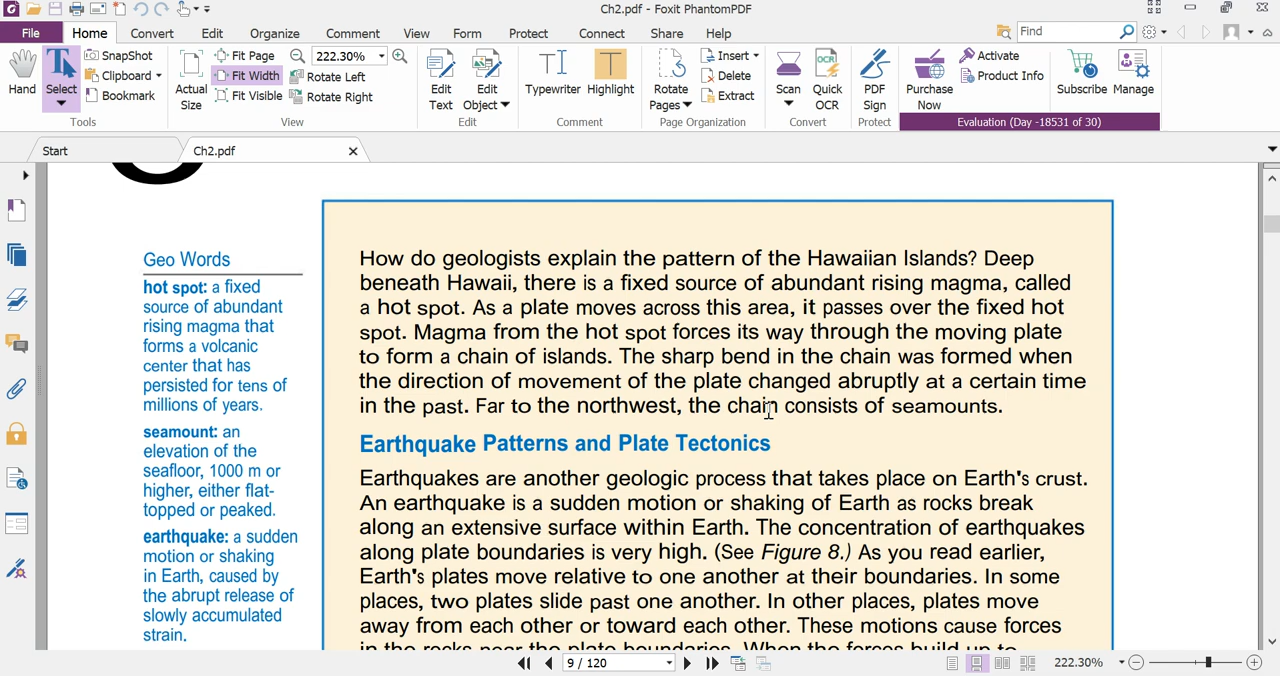 Ch2.pdf - Foxit PhantomPDF
File Home Convert Edit Organize Comment View Form Protect Connect Share Help Find
Hand Select SnapShot Clipboard Bookmark Actual Size Fit Page Fit Width Fit Visible 222.30% Rotate Left Rotate Right Edit Text Edit Object Typewriter Highlight Rotate Pages Insert Delete Extract Scan Quick OCR PDF Sign Purchase Now Activate Product Info Subscribe Manage
Tools View Edit Comment Page Organization Convert Protect Evaluation (Day -18531 of 30)
Start Ch2.pdf
Geo Words
hot spot: a fixed
source of abundant
rising magma that
forms a volcanic
center that has
persisted for tens of
millions of years.
seamount: an
elevation of the
seafloor, 1000 m or
higher, either flat-
topped or peaked.
earthquake: a sudden
motion or shaking
in Earth, caused by
the abrupt release of
slowly accumulated
strain.
How do geologists explain the pattern of the Hawaiian Islands? Deep
beneath Hawaii, there is a fixed source of abundant rising magma, called
a hot spot. As a plate moves across this area, it passes over the fixed hot
spot. Magma from the hot spot forces its way through the moving plate
to form a chain of islands. The sharp bend in the chain was formed when
the direction of movement of the plate changed abruptly at a certain time
in the past. Far to the northwest, the chain consists of seamounts.
Earthquake Patterns and Plate Tectonics
Earthquakes are another geologic process that takes place on Earth's crust.
An earthquake is a sudden motion or shaking of Earth as rocks break
along an extensive surface within Earth. The concentration of earthquakes
along plate boundaries is very high. (See Figure 8.) As you read earlier,
Earth's plates move relative to one another at their boundaries. In some
places, two plates slide past one another. In other places, plates move
away from each other or toward each other. These motions cause forces
in the rocks near the plate boundaries. When the forces build up to
9 / 120 222.30%